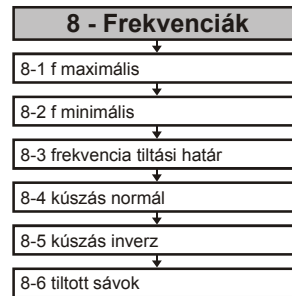 8 - Frekvenciák
8-1 f maximális
8-2 f minimális
8-3 frekvencia tiltási határ
8-4 kúszás normál
8-5 kúszás inverz
8-6 tiltott sávok